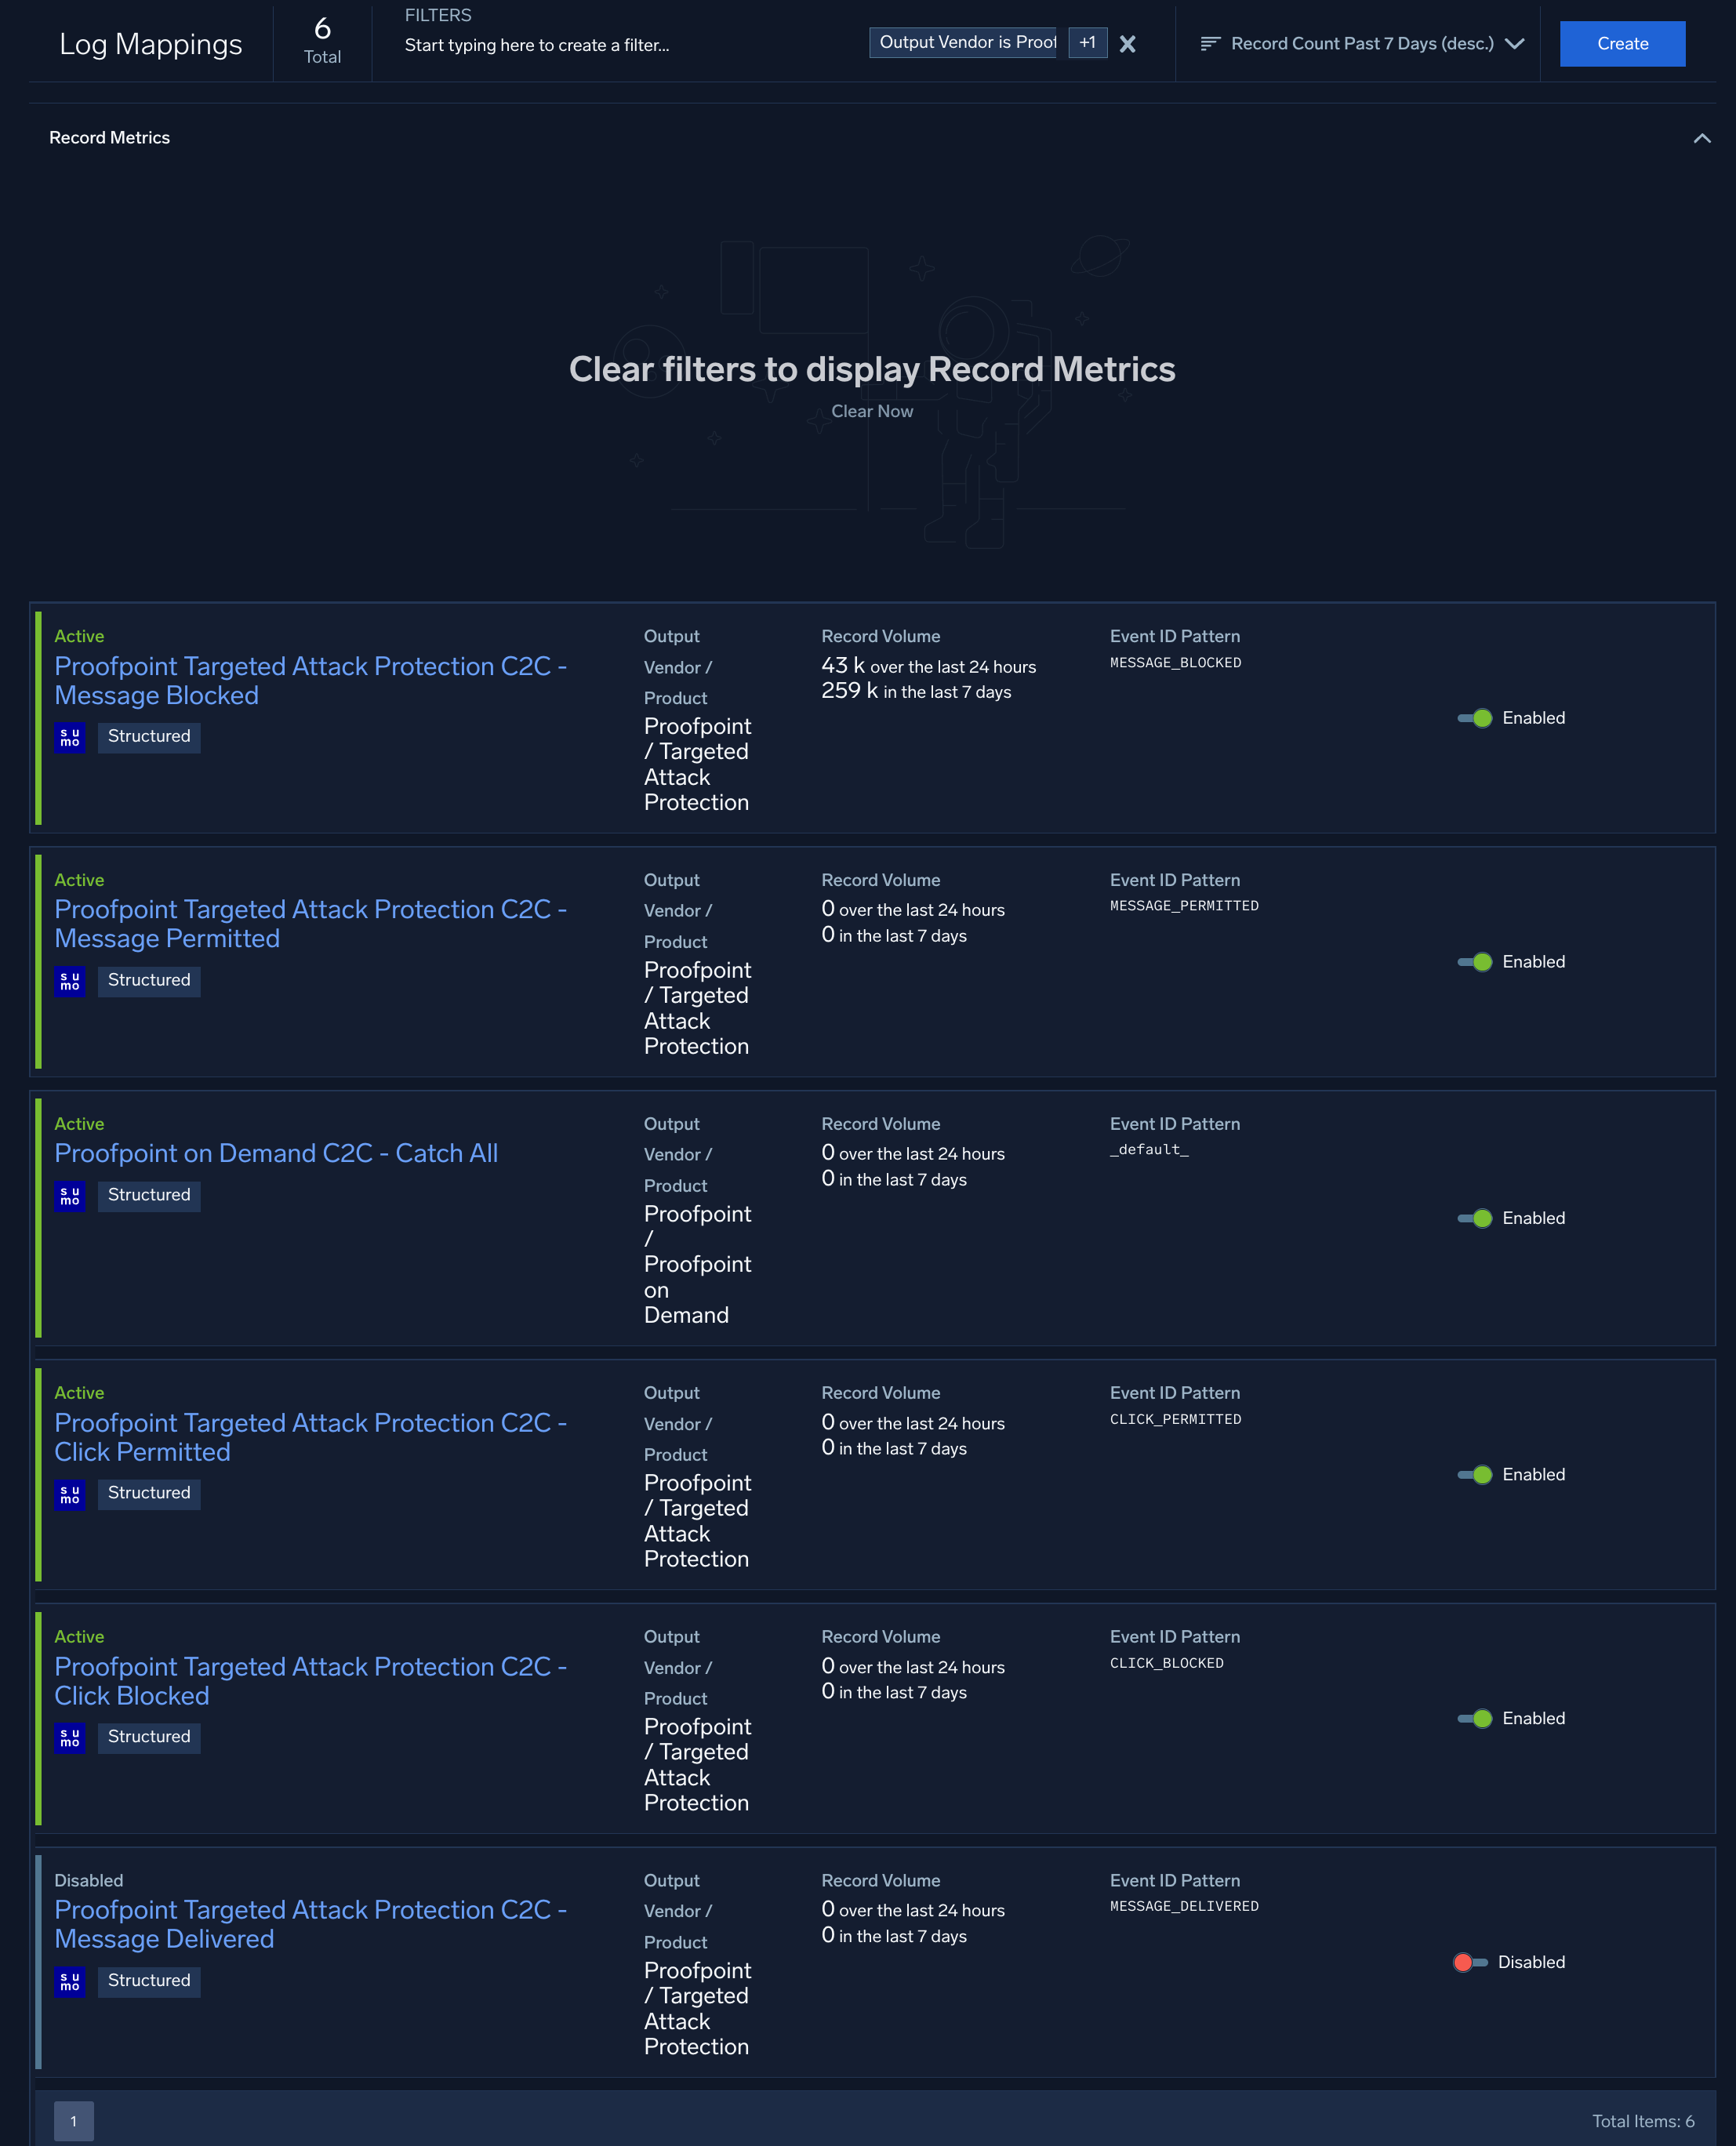 Log Mappings
6
Total
FILTERS
Start typing here to create a filter...
Output Vendor is Proof
+1
Record Count Past 7 Days (desc.)
Create
Record Metrics
Clear filters to display Record Metrics
Clear Now
Active
Proofpoint Targeted Attack Protection C2C -
Message Blocked
su
mo
Structured
Output
Vendor /
Product
Proofpoint
/ Targeted
Attack
Protection
Record Volume
43 k over the last 24 hours
259 k in the last 7 days
Event ID Pattern
MESSAGE_BLOCKED
Enabled
Active
Proofpoint Targeted Attack Protection C2C -
Message Permitted
su
mo
Structured
Output
Vendor /
Product
Proofpoint
/ Targeted
Attack
Protection
Record Volume
0 over the last 24 hours
0 in the last 7 days
Event ID Pattern
MESSAGE_PERMITTED
Enabled
Active
Proofpoint on Demand C2C - Catch All
su
mo
Structured
Output
Vendor /
Product
Proofpoint
/
Proofpoint
on
Demand
Record Volume
0 over the last 24 hours
0 in the last 7 days
Event ID Pattern
_default_
Enabled
Active
Proofpoint Targeted Attack Protection C2C -
Click Permitted
su
mo
Structured
Output
Vendor /
Product
Proofpoint
/ Targeted
Attack
Protection
Record Volume
0 over the last 24 hours
0 in the last 7 days
Event ID Pattern
CLICK_PERMITTED
Enabled
Active
Proofpoint Targeted Attack Protection C2C -
Click Blocked
su
mo
Structured
Output
Vendor /
Product
Proofpoint
/ Targeted
Attack
Protection
Record Volume
0 over the last 24 hours
0 in the last 7 days
Event ID Pattern
CLICK_BLOCKED
Enabled
Disabled
Proofpoint Targeted Attack Protection C2C -
Message Delivered
su
mo
Structured
Output
Vendor /
Product
Proofpoint
/ Targeted
Attack
Protection
Record Volume
0 over the last 24 hours
0 in the last 7 days
Event ID Pattern
MESSAGE_DELIVERED
Disabled
1
Total Items: 6